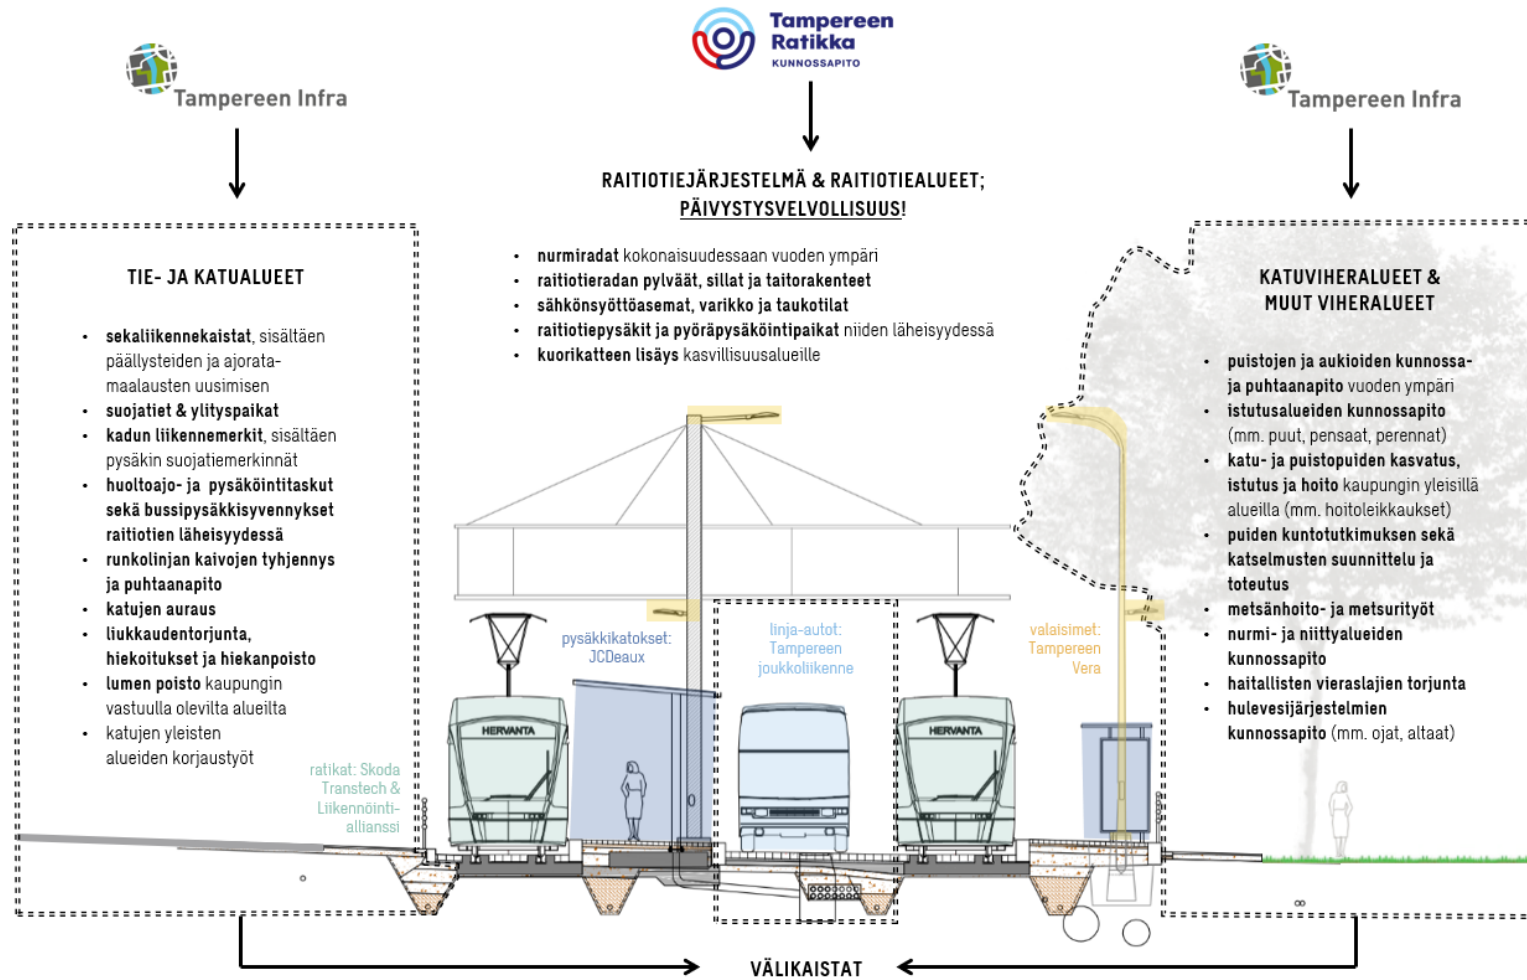 Tampereen
Ratikka
KUNNOSSAPITO
Tampereen Infra
Tampereen Infra
RAITIOTIEJÄRJESTELMÄ & RAITIOTIEALUEET;
PÄIVYSTYSVELVOLLISUUS!
• nurmiradat kokonaisuudessaan vuoden ympäri
• raitiotieradan pylväät, sillat ja taitorakenteet
• sähkönsyöttöasemat, varikko ja taukotilat
• raitiotiepysäkit ja pyöräpysäköintipaikat niiden läheisyydessä
• kuorikatteen lisäys kasvillisuusalueille
TIE- JA KATUALUEET
• sekaliikennekaistat, sisältäen
päällysteiden ja ajorata-
maalausten uusimisen
• suojatiet & ylityspaikat
• kadun liikennemerkit, sisältäen
pysäkin suojatiemerkinnät
• huoltoajo- ja pysäköintitaskut
sekä bussipysäkkisyvennykset
raitiotien läheisyydessä
• runkolinjan kaivojen tyhjennys
ja puhtaanapito
• katujen auraus
• liukkaudentorjunta,
hiekoitukset ja hiekanpoisto
• lumen poisto kaupungin
vastuulla olevilta alueilta
• katujen yleisten
alueiden korjaustyöt
KATUVIHERALUEET &
MUUT VIHERALUEET
• puistojen ja aukioiden kunnossa-
ja puhtaanapito vuoden ympäri
• istutusalueiden kunnossapito
(mm. puut, pensaat, perennat)
• katu- ja puistopuiden kasvatus,
istutus ja hoito kaupungin yleisillä
alueilla (mm. hoitoleikkaukset)
• puiden kuntotutkimuksen sekä
katselmusten suunnittelu ja
toteutus
• metsänhoito- ja metsurityöt
• nurmi- ja niittyalueiden
kunnossapito
• haitallisten vieraslajien torjunta
• hulevesijärjestelmien
kunnossapito (mm. ojat, altaat)
pysäkkikatokset:
JCDeaux
linja-autot:
Tampereen
joukkoliikenne
valaisimet:
Tampereen
Vera
ratikat: Skoda
Transtech &
Liikennöinti-
allianssi
HERVANTA
HERVANTA
VÄLIKAISTAT